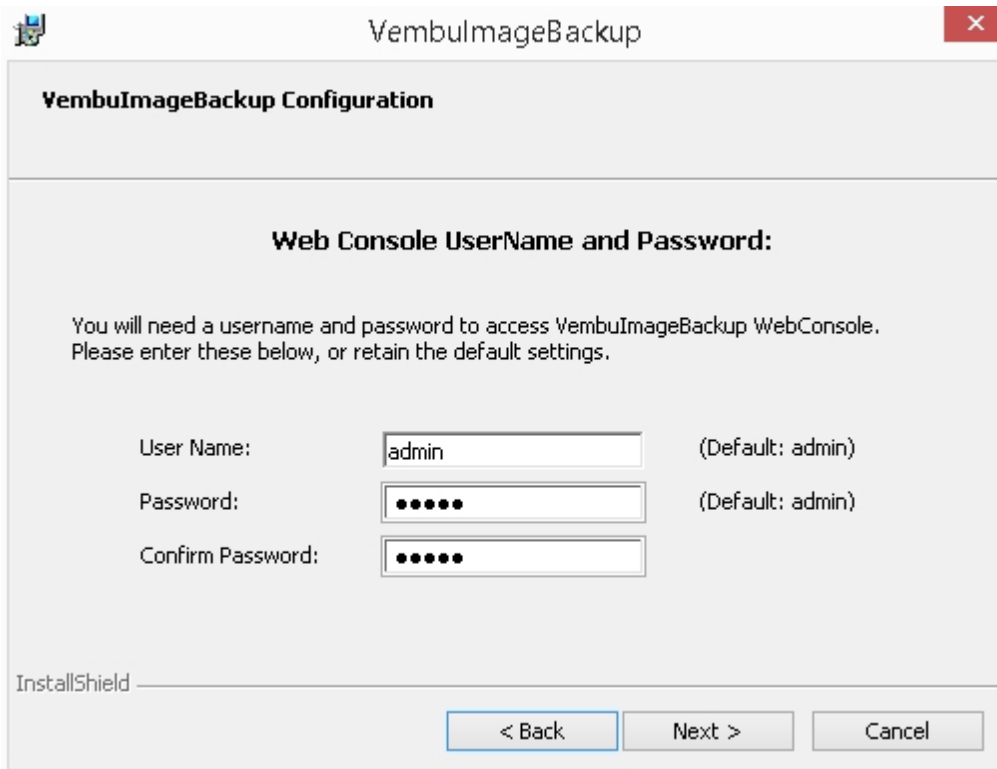 VembuImageBackup
VembuImageBackup Configuration
Web Console UserName and Password:
You will need a username and password to access VembuImageBackup WebConsole.
Please enter these below, or retain the default settings.
User Name: admin (Default: admin)
Password: ●●●●● (Default: admin)
Confirm Password: ●●●●●
InstallShield
< Back Next > Cancel